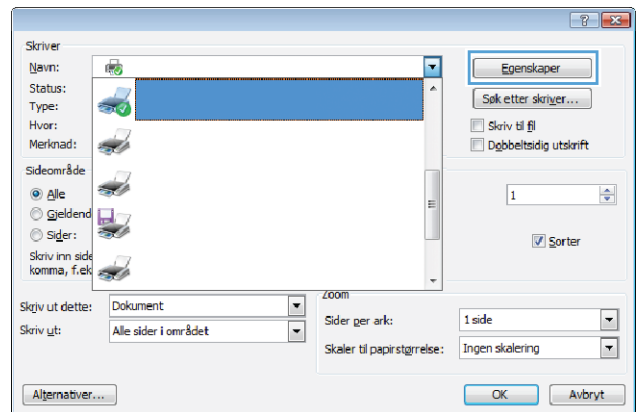 Skriver
Navn:
Egenskaper
Status:
Søk etter skriver...
Type:
Hvor:
Skriv til fil
Merknad:
Dobbeltsidig utskrift
Sideområde
Alle
1
Gjeldend
Sider:
Sorter
Skriv inn side
komma, f.ek
Zoom
Skriv ut dette:
Dokument
Sider per ark:
1 side
Skriv ut:
Alle sider i området
Skaler til papirstørrelse:
Ingen skalering
Alternativer...
OK
Avbryt